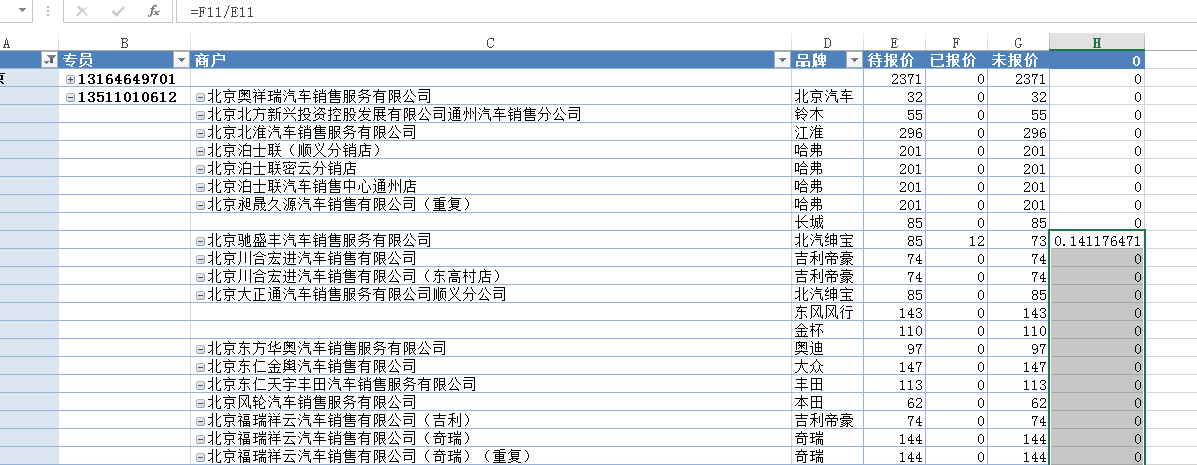 =F11/E11
A B C D E F G H
专员 商户 品牌 待报价 已报价 未报价 0
13164649701 2371 0 2371 0
13511010612 北京奥祥瑞汽车销售服务有限公司 北京汽车 32 0 32 0
北京北方新兴投资控股发展有限公司通州汽车销售分公司 铃木 55 0 55 0
北京北淮汽车销售服务有限公司 江淮 296 0 296 0
北京泊士联（顺义分销店） 哈弗 201 0 201 0
北京泊士联密云分销店 哈弗 201 0 201 0
北京泊士联汽车销售中心通州店 哈弗 201 0 201 0
北京昶晟久源汽车销售有限公司（重复） 哈弗 201 0 201 0
长城 85 0 85 0
北京驰盛丰汽车销售服务有限公司 北汽绅宝 85 12 73 0.141176471
北京川合宏进汽车销售有限公司 吉利帝豪 74 0 74 0
北京川合宏进汽车销售有限公司（东高村店） 吉利帝豪 74 0 74 0
北京大正通汽车销售服务有限公司顺义分公司 北汽绅宝 85 0 85 0
东风风行 143 0 143 0
金杯 110 0 110 0
北京东方华奥汽车销售服务有限公司 奥迪 97 0 97 0
北京东仁金舆汽车销售有限公司 大众 147 0 147 0
北京东仁天宇丰田汽车销售服务有限公司 丰田 113 0 113 0
北京风轮汽车销售服务有限公司 本田 62 0 62 0
北京福瑞祥云汽车销售有限公司（吉利） 吉利帝豪 74 0 74 0
北京福瑞祥云汽车销售有限公司（奇瑞） 奇瑞 144 0 144 0
北京福瑞祥云汽车销售有限公司（奇瑞）（重复） 奇瑞 144 0 144 0